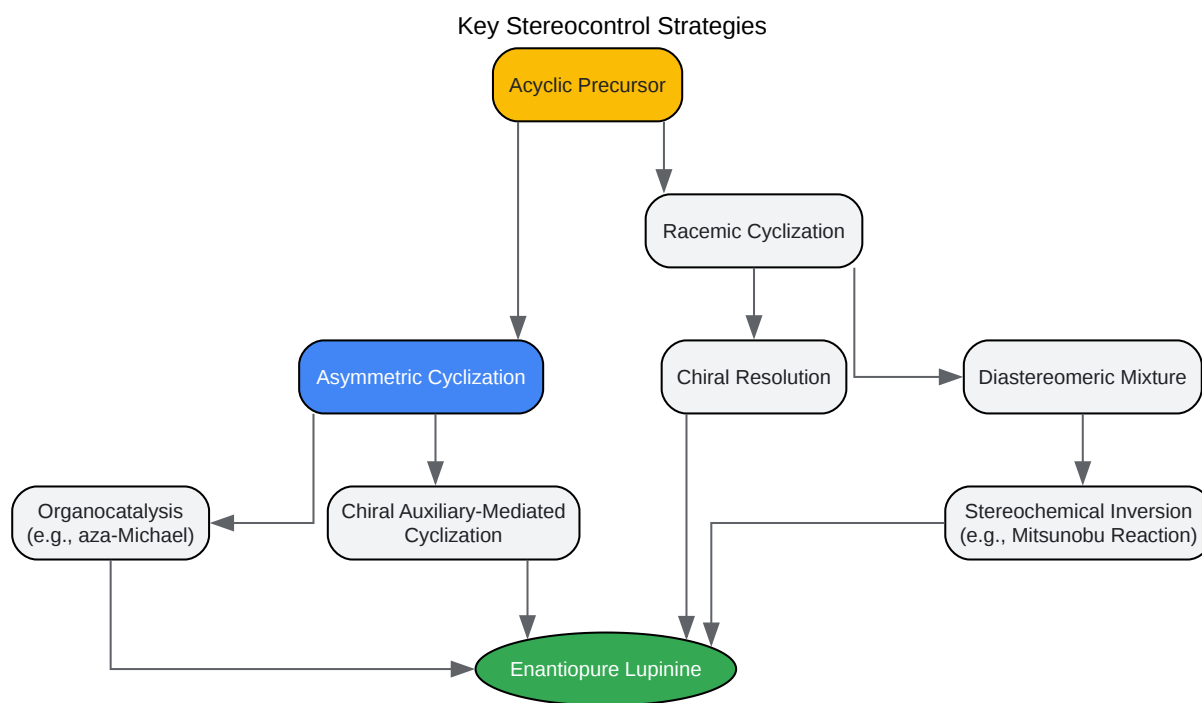 Key Stereocontrol Strategies
Acyclic Precursor
Racemic Cyclization
Asymmetric Cyclization
Chiral Resolution
Diastereomeric Mixture
Organocatalysis
(e.g., aza-Michael)
Chiral Auxiliary-Mediated
Cyclization
Stereochemical Inversion
(e.g., Mitsunobu Reaction)
Enantiopure Lupinine